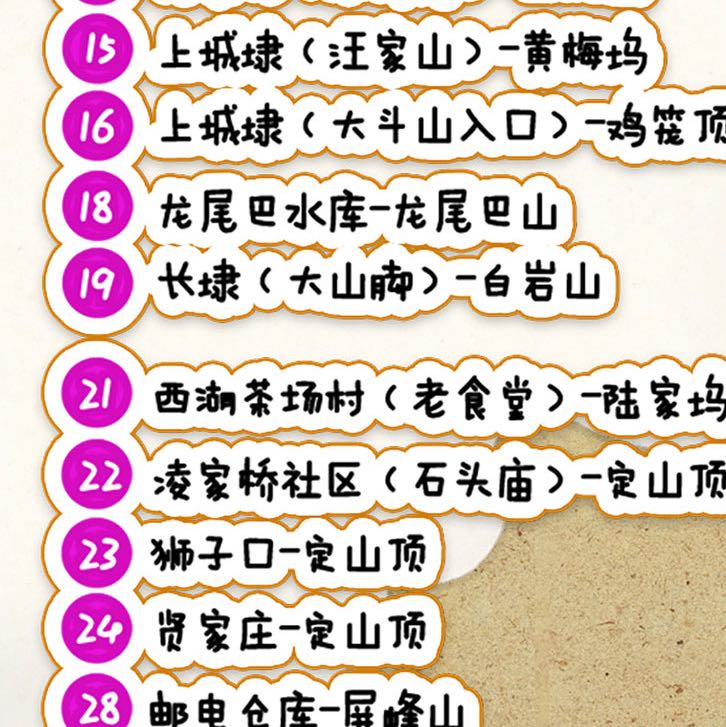 15 上城埭（汪家山）-黄梅坞
16 上城埭（大斗山入口）-鸡笼顶
18 龙尾巴水库-龙尾巴山
19 长埭（大山脚）-白岩山
21 西湖茶场村（老食堂）-陆家坞
22 凌家桥社区（石头庙）-定山顶
23 狮子口-定山顶
24 贤家庄-定山顶
28 邮电仓库-屏峰山